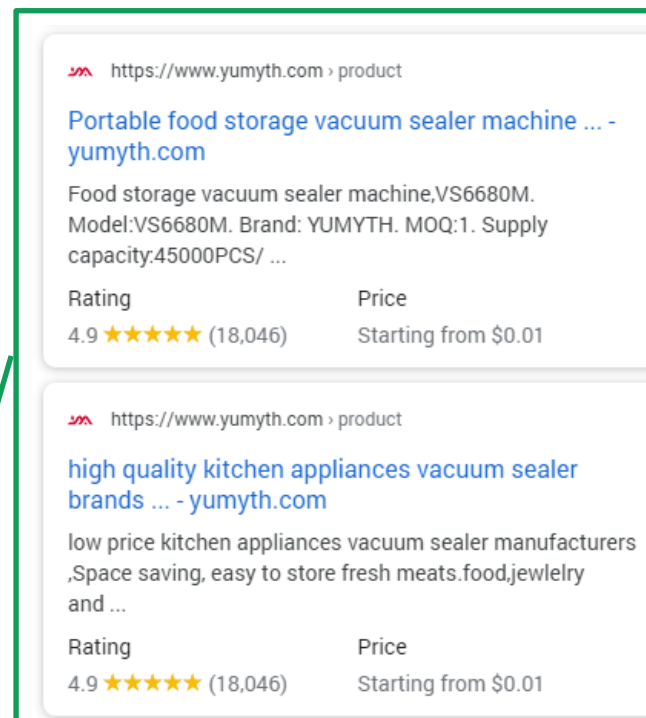 https://www.yumyth.com › product
Portable food storage vacuum sealer machine ... -
yumyth.com
Food storage vacuum sealer machine,VS6680M.
Model:VS6680M. Brand: YUMYTH. MOQ:1. Supply
capacity:45000PCS/ ...
Rating Price
4.9 ★★★★★ (18,046) Starting from $0.01
https://www.yumyth.com › product
high quality kitchen appliances vacuum sealer
brands ... - yumyth.com
low price kitchen appliances vacuum sealer manufacturers
,Space saving, easy to store fresh meats.food,jewlelry
and ...
Rating Price
4.9 ★★★★★ (18,046) Starting from $0.01